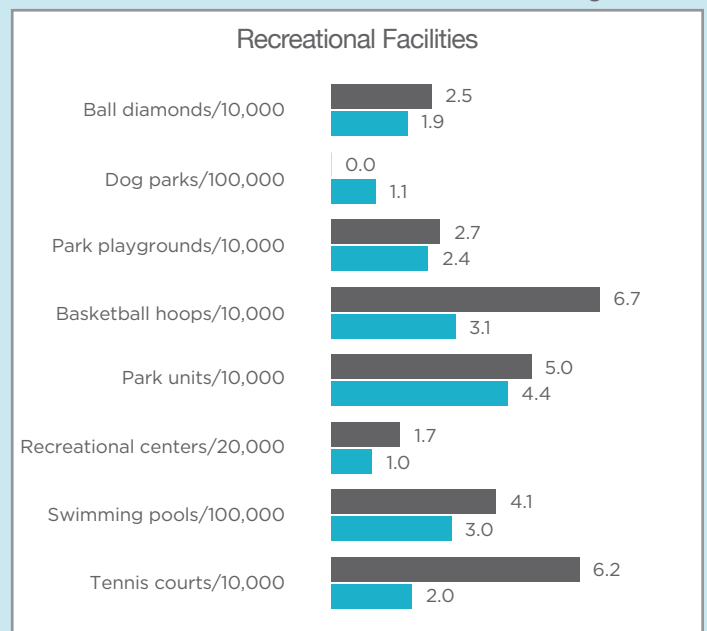 Recreational Facilities
Ball diamonds/10,000
2.5
1.9
Dog parks/100,000
0.0
1.1
Park playgrounds/10,000
2.7
2.4
Basketball hoops/10,000
6.7
3.1
Park units/10,000
5.0
4.4
Recreational centers/20,000
1.7
1.0
Swimming pools/100,000
4.1
3.0
Tennis courts/10,000
6.2
2.0